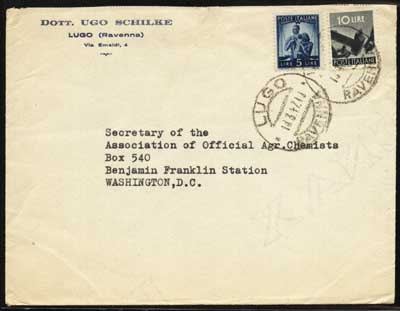 DOTT. UGO SCHILKE
LUGO (Ravenna)
Via Emaldi, 4
POSTE ITALIANE
LIRE 5 LIRE
10 LIRE
POSTE ITALIANE
LUGO
RAVENNA
RAVENNA
Secretary of the
Association of Official Agr.Chemists
Box 540
Benjamin Franklin Station
WASHINGTON,D.C.